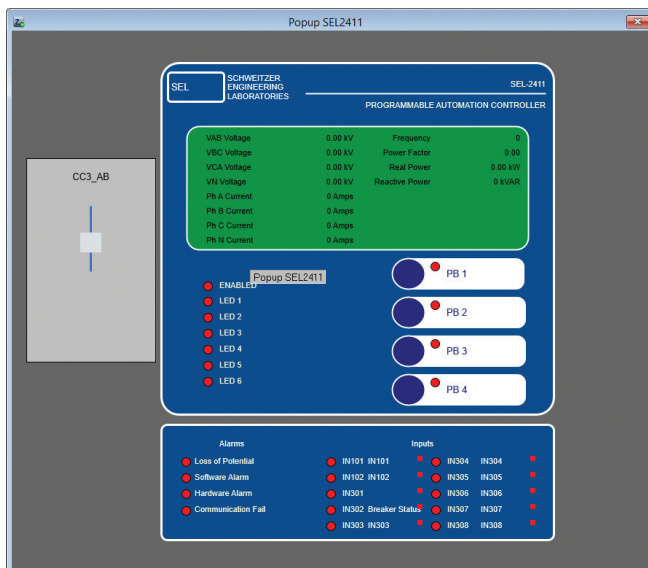 Popup SEL2411
SEL
SCHWEITZER
ENGINEERING
LABORATORIES
SEL-2411
PROGRAMMABLE AUTOMATION CONTROLLER
CC3_AB
VAB Voltage 0.00 kV Frequency 0
VBC Voltage 0.00 kV Power Factor 0.00
VCA Voltage 0.00 kV Real Power 0.00 kW
VN Voltage 0.00 kV Reactive Power 0 kVAR
Ph A Current 0 Amps
Ph B Current 0 Amps
Ph C Current 0 Amps
Ph N Current 0 Amps
Popup SEL2411
ENABLED
LED 1
LED 2
LED 3
LED 4
LED 5
LED 6
PB 1
PB 2
PB 3
PB 4
Alarms Inputs
Loss of Potential IN101 IN101 IN304 IN304
Software Alarm IN102 IN102 IN305 IN305
Hardware Alarm IN301 IN306 IN306
Communication Fail IN302 Breaker Status IN307 IN307
IN303 IN303 IN308 IN308